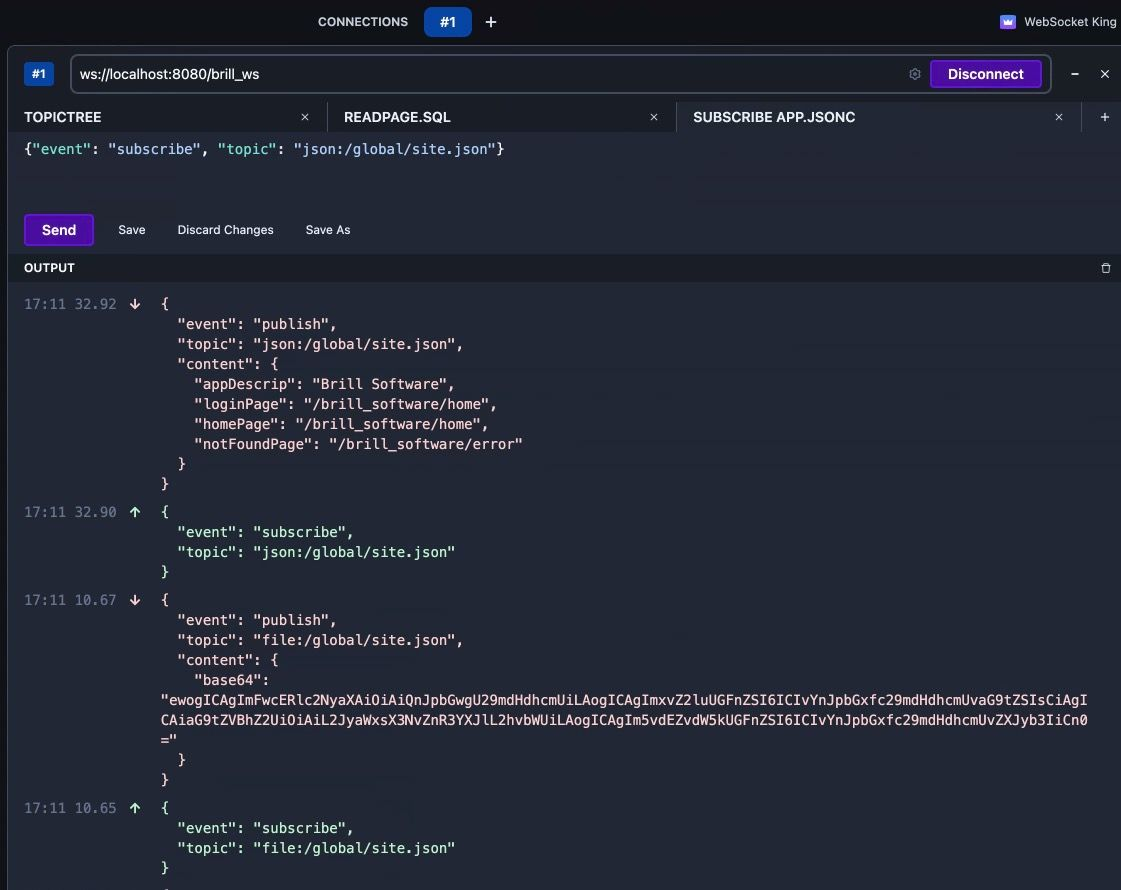 CONNECTIONS #1 + WebSocket King
#1 ws://localhost:8080/brill_ws Disconnect − ×
TOPICTREE × READPAGE.SQL × SUBSCRIBE APP.JSONC × +
{"event": "subscribe", "topic": "json:/global/site.json"}
Send Save Discard Changes Save As
OUTPUT
17:11 32.92 ↓ {
"event": "publish",
"topic": "json:/global/site.json",
"content": {
"appDescrip": "Brill Software",
"loginPage": "/brill_software/home",
"homePage": "/brill_software/home",
"notFoundPage": "/brill_software/error"
}
}
17:11 32.90 ↑ {
"event": "subscribe",
"topic": "json:/global/site.json"
}
17:11 10.67 ↓ {
"event": "publish",
"topic": "file:/global/site.json",
"content": {
"base64":
"ewogICAgImFwcERlc2NyaXAiOiAiQnJpbGwgU29mdHdhcmUiLAogICAgImxvZ2luUGFnZSI6ICIvYnJpbGxfc29mdHdhcmUvaG9tZSIsCiAgI
CAiaG9tZVBhZ2UiOiAiL2JyaWxsX3NvZnR3YXJlL2hvbWUiLAogICAgIm5vdEZvdW5kUGFnZSI6ICIvYnJpbGxfc29mdHdhcmUvZXJyb3IiCn0
="
}
}
17:11 10.65 ↑ {
"event": "subscribe",
"topic": "file:/global/site.json"
}